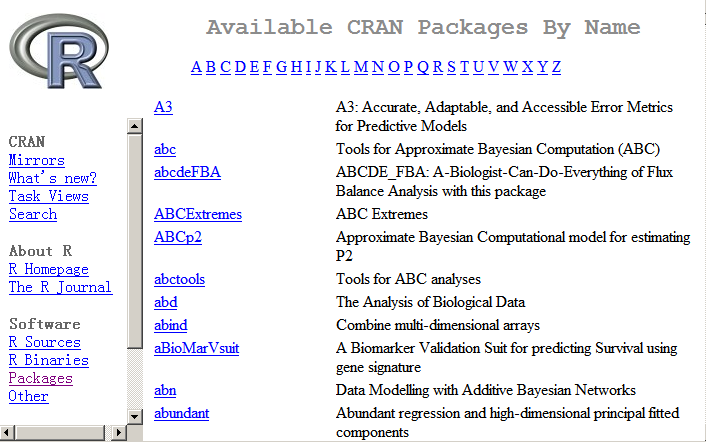 R
Available CRAN Packages By Name
A B C D E F G H I J K L M N O P Q R S T U V W X Y Z
CRAN
Mirrors
What's new?
Task Views
Search
About R
R Homepage
The R Journal
Software
R Sources
R Binaries
Packages
Other
A3 A3: Accurate, Adaptable, and Accessible Error Metrics
for Predictive Models
abc Tools for Approximate Bayesian Computation (ABC)
abcdeFBA ABCDE_FBA: A-Biologist-Can-Do-Everything of Flux
Balance Analysis with this package
ABCExtremes ABC Extremes
ABCp2 Approximate Bayesian Computational model for estimating
P2
abctools Tools for ABC analyses
abd The Analysis of Biological Data
abind Combine multi-dimensional arrays
aBioMarVsuit A Biomarker Validation Suit for predicting Survival using
gene signature
abn Data Modelling with Additive Bayesian Networks
abundant Abundant regression and high-dimensional principal fitted
components